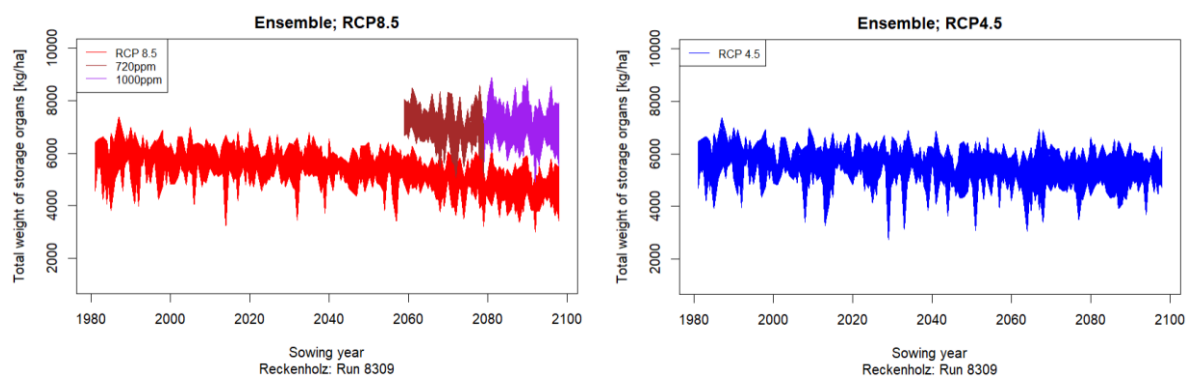 Ensemble; RCP8.5
Total weight of storage organs [kg/ha]
10000
8000
6000
4000
2000
RCP 8.5
720ppm
1000ppm
1980 2000 2020 2040 2060 2080 2100
Sowing year
Reckenholz: Run 8309
Ensemble; RCP4.5
Total weight of storage organs [kg/ha]
10000
8000
6000
4000
2000
RCP 4.5
1980 2000 2020 2040 2060 2080 2100
Sowing year
Reckenholz: Run 8309